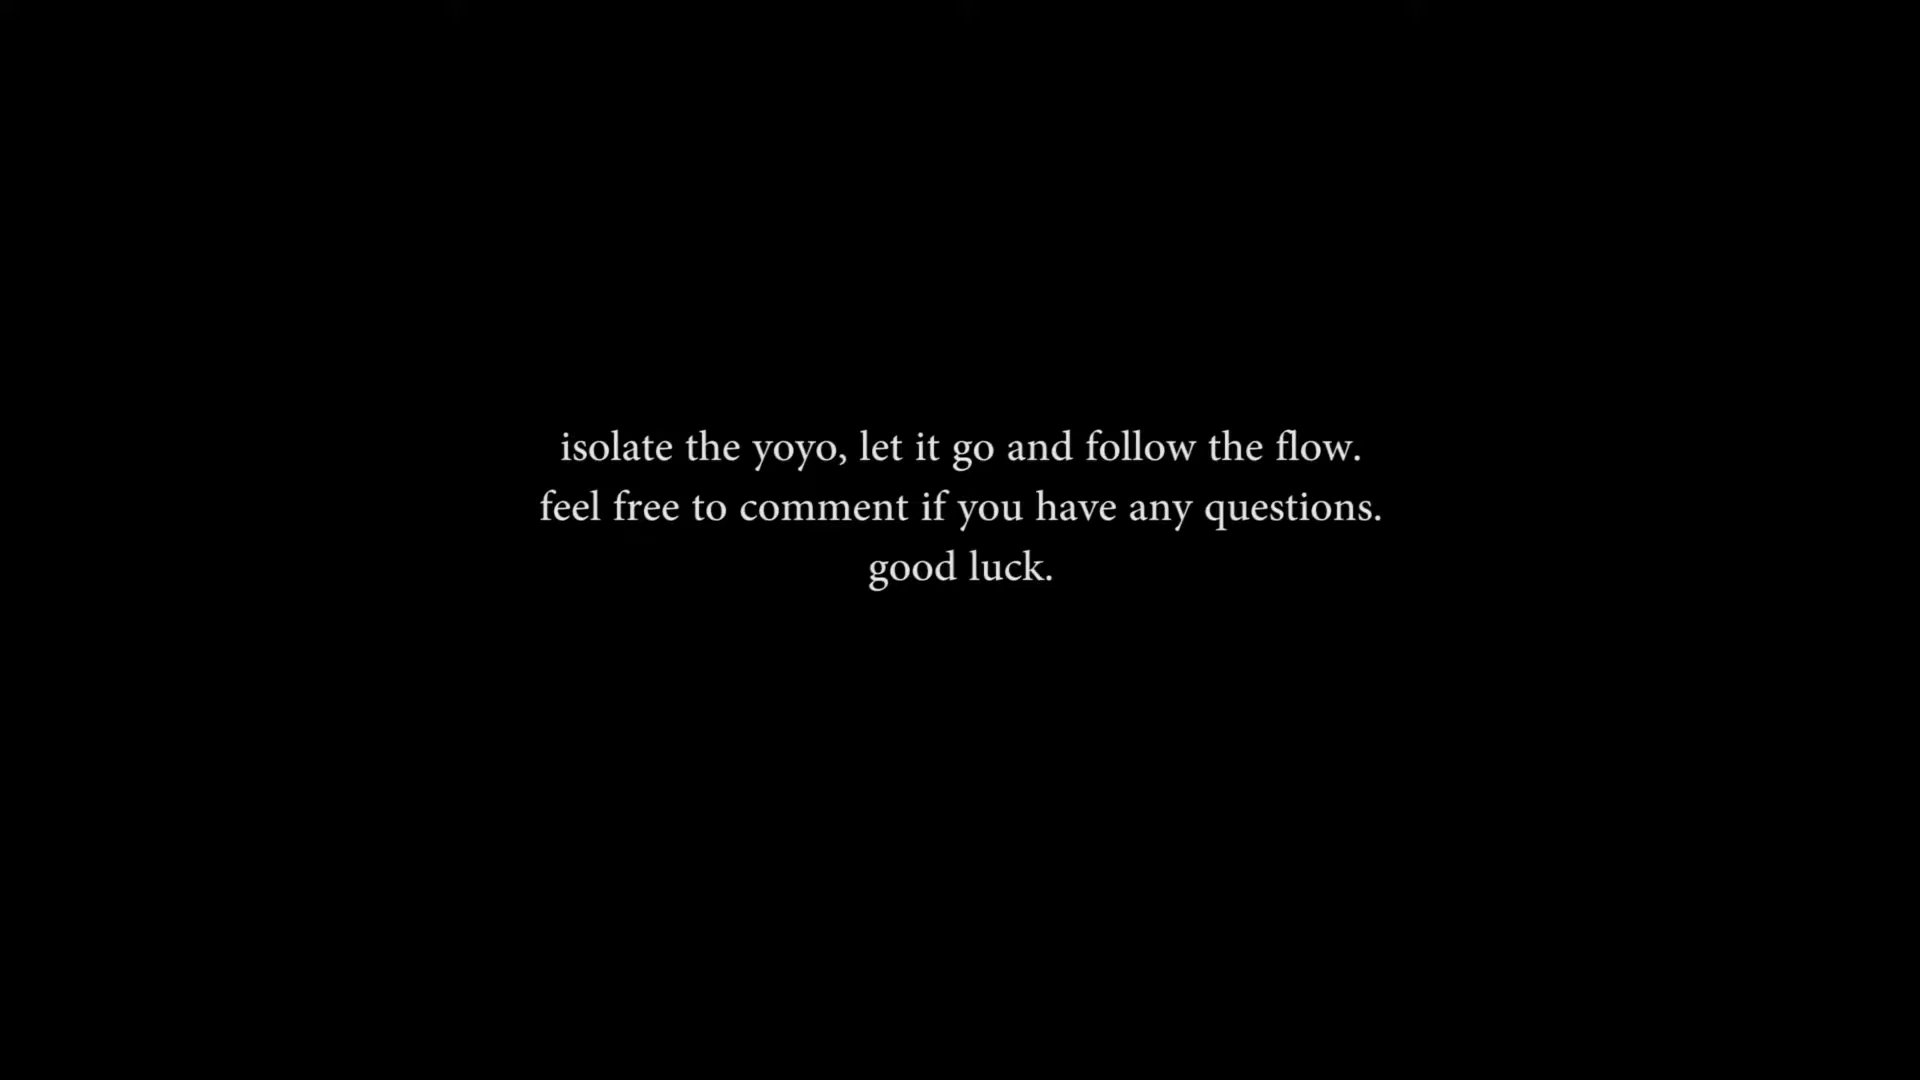 isolate the yoyo, let it go and follow the flow.
feel free to comment if you have any questions.
good luck.